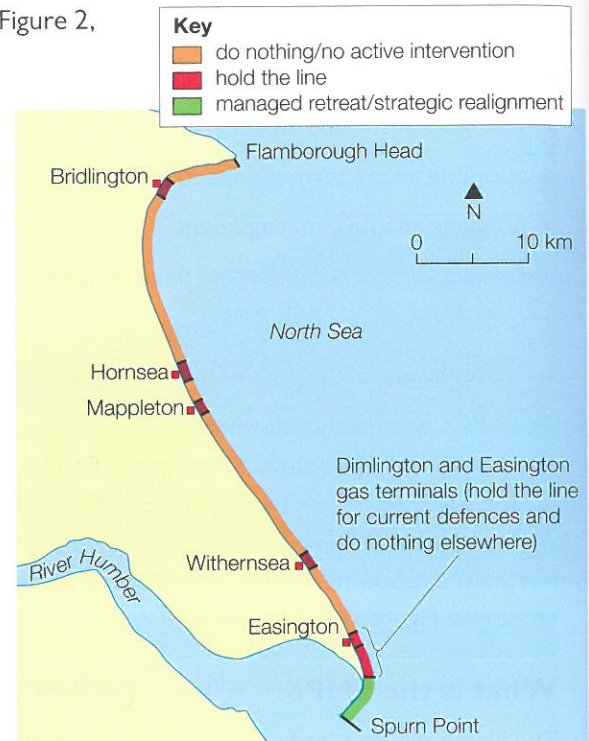 Figure 2,
Key
do nothing/no active intervention
hold the line
managed retreat/strategic realignment
Flamborough Head
Bridlington
N
0 10 km
North Sea
Hornsea
Mappleton
Dimlington and Easington
gas terminals (hold the line
for current defences and
do nothing elsewhere)
Withernsea
River Humber
Easington
Spurn Point